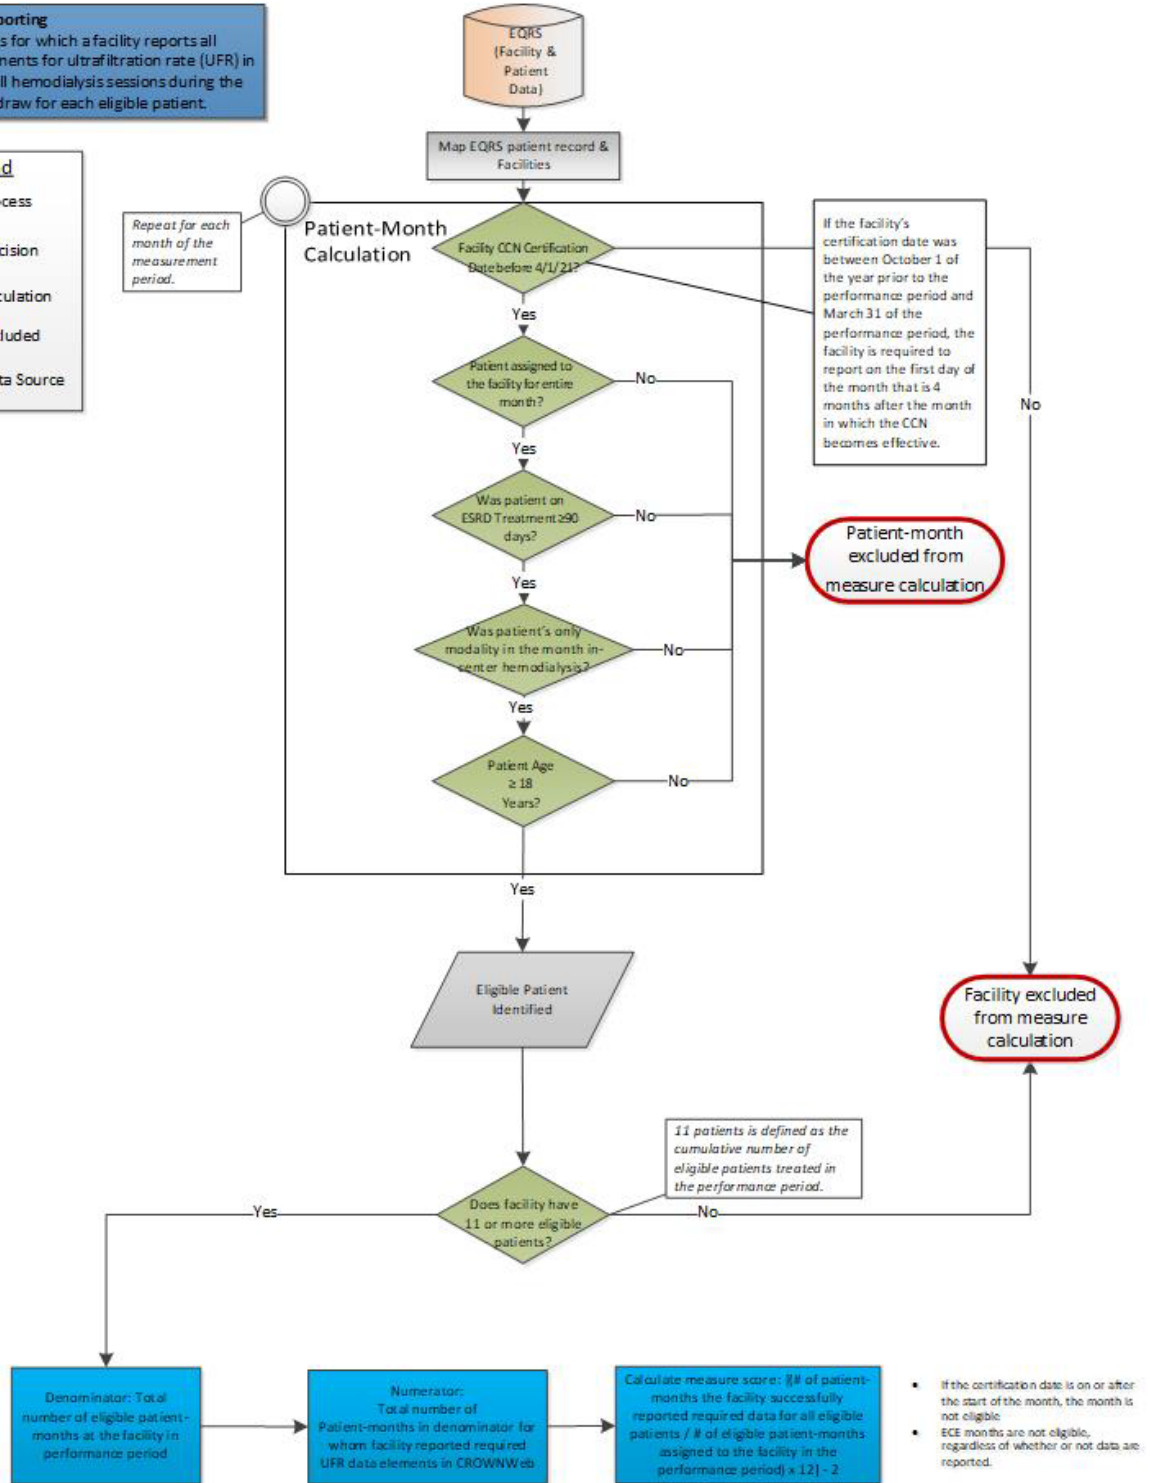 porting
s for which a facility reports all
nents for ultrafiltration rate (UFR) in
ll hemodialysis sessions during the
draw for each eligible patient.
EQRS
(Facility &
Patient
Data)
Map EQRS patient record &
Facilities
d
cess
cision
culation
luded
ta Source
Repeat for each
month of the
measurement
period.
Patient-Month
Calculation
Facility CCN Certification
Date before 4/1/21?
If the facility's
certification date was
between October 1 of
the year prior to the
performance period and
March 31 of the
performance period, the
facility is required to
report on the first day of
the month that is 4
months after the month
in which the CCN
becomes effective.
No
Yes
Patient assigned to
the facility for entire
month?
No
Yes
Was patient on
ESRD Treatment ≥90
days?
No
Patient-month
excluded from
measure calculation
Yes
Was patient's only
modality in the month in-
center hemodialysis?
No
Yes
Patient Age
≥ 18
Years?
No
Yes
Eligible Patient
Identified
Facility excluded
from measure
calculation
11 patients is defined as the
cumulative number of
eligible patients treated in
the performance period.
Does facility have
11 or more eligible
patients?
Yes
No
Denominator: Total
number of eligible patient-
months at the facility in
performance period
Numerator:
Total number of
Patient-months in denominator for
whom facility reported required
UFR data elements in CROWNWeb
Calculate measure score: [(# of patient-
months the facility successfully
reported required data for all eligible
patients / # of eligible patient-months
assigned to the facility in the
performance period) x 12] - 2
• If the certification date is on or after
the start of the month, the month is
not eligible
• ECE months are not eligible,
regardless of whether or not data are
reported.